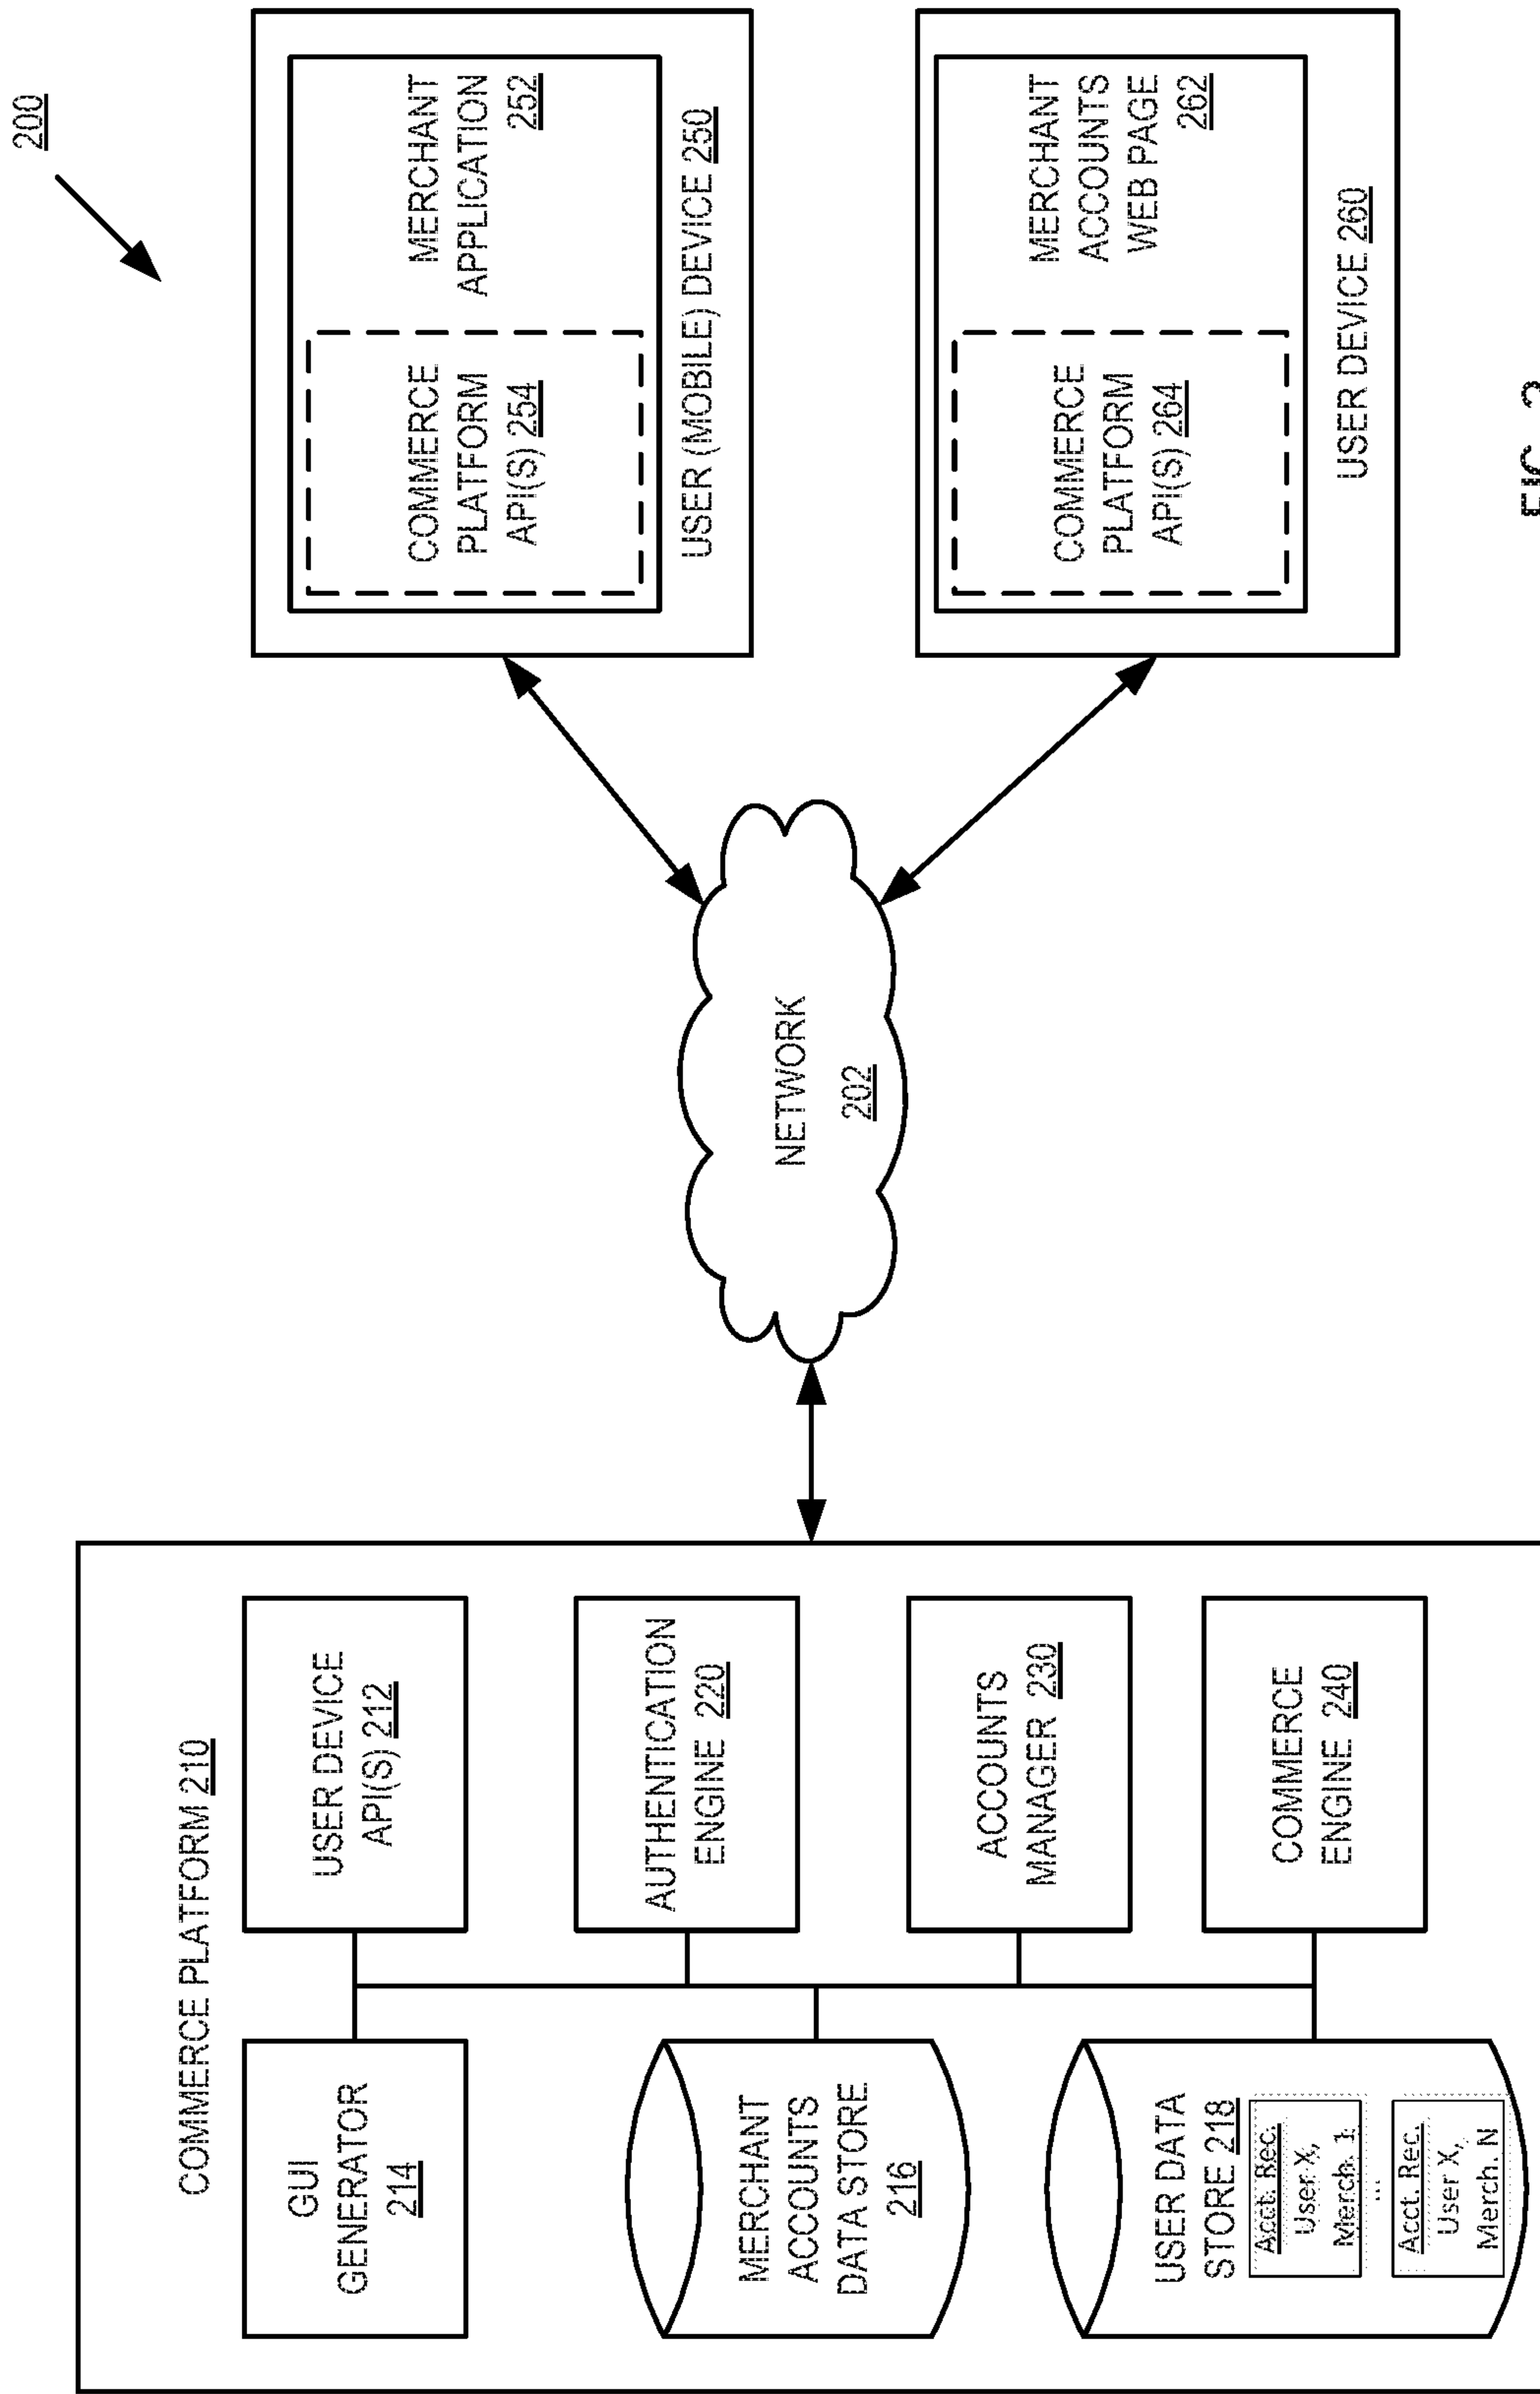 200
COMMERCE PLATFORM 210
GUI
GENERATOR
214
USER DEVICE
API(S) 212
MERCHANT
ACCOUNTS
DATA STORE
216
AUTHENTICATION
ENGINE 220
ACCOUNTS
MANAGER 230
USER DATA
STORE 218
Acct. Rec.
User X,
Merch. 1
...
Acct. Rec.
User X,
Merch. N
COMMERCE
ENGINE 240
NETWORK
202
COMMERCE
PLATFORM
API(S) 254
MERCHANT
APPLICATION
252
USER (MOBILE) DEVICE 250
COMMERCE
PLATFORM
API(S) 264
MERCHANT
ACCOUNTS
WEB PAGE
262
USER DEVICE 260